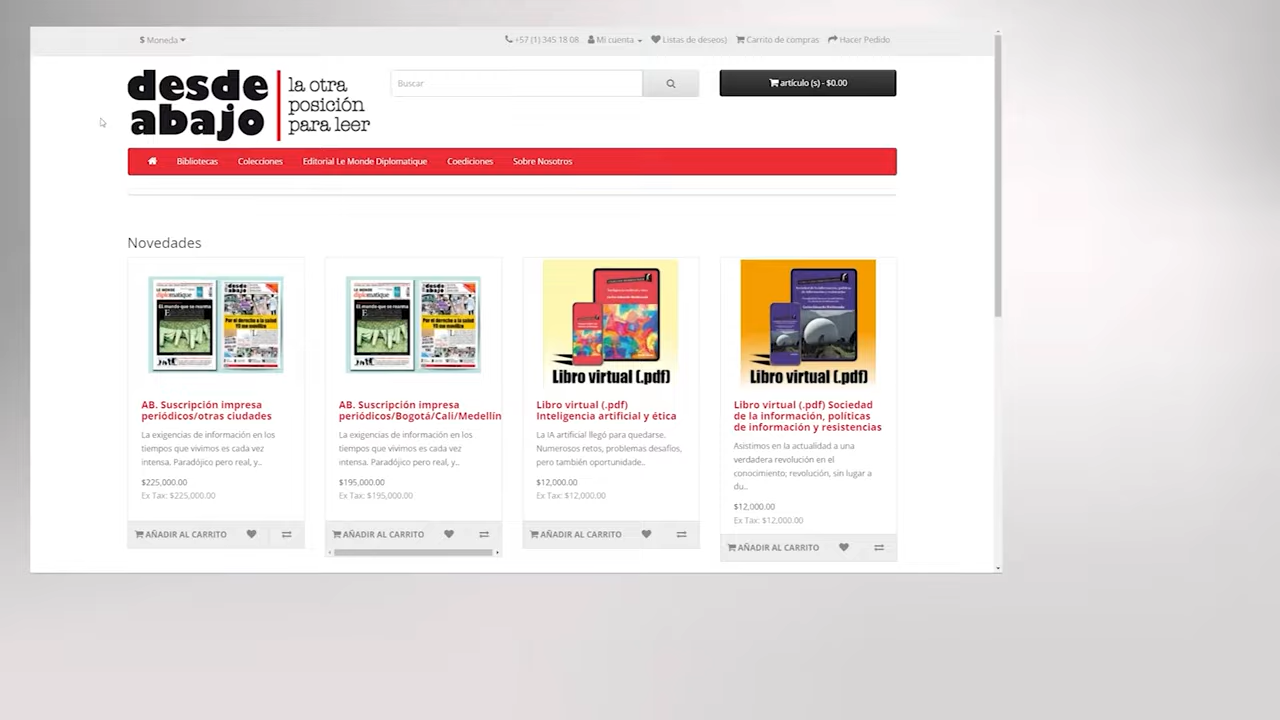 $ Moneda
+57 (1) 345 18 08
Mi cuenta
Listas de deseos)
Carrito de compras
Hacer Pedido
desde abajo
la otra
posición
para leer
Buscar
artículo (s) - $0.00
Bibliotecas
Colecciones
Editorial Le Monde Diplomatique
Coediciones
Sobre Nosotros
Novedades
AB. Suscripción impresa
periódicos/otras ciudades
La exigencias de información en los
tiempos que vivimos es cada vez
intensa. Paradójico pero real, y..
$225,000.00
Ex Tax: $225,000.00
AÑADIR AL CARRITO
AB. Suscripción impresa
periódicos/Bogotá/Cali/Medellín
La exigencias de información en los
tiempos que vivimos es cada vez
intensa. Paradójico pero real, y..
$195,000.00
Ex Tax: $195,000.00
AÑADIR AL CARRITO
Libro virtual (.pdf)
Libro virtual (.pdf)
Inteligencia artificial y ética
La IA artificial llegó para quedarse.
Numerosos retos, problemas desafíos,
pero también oportunidade..
$12,000.00
Ex Tax: $12,000.00
AÑADIR AL CARRITO
Libro virtual (.pdf)
Libro virtual (.pdf) Sociedad
de la información, políticas
de información y resistencias
Asistimos en la actualidad a una
verdadera revolución en el
conocimiento; revolución, sin lugar a
du..
$12,000.00
Ex Tax: $12,000.00
AÑADIR AL CARRITO